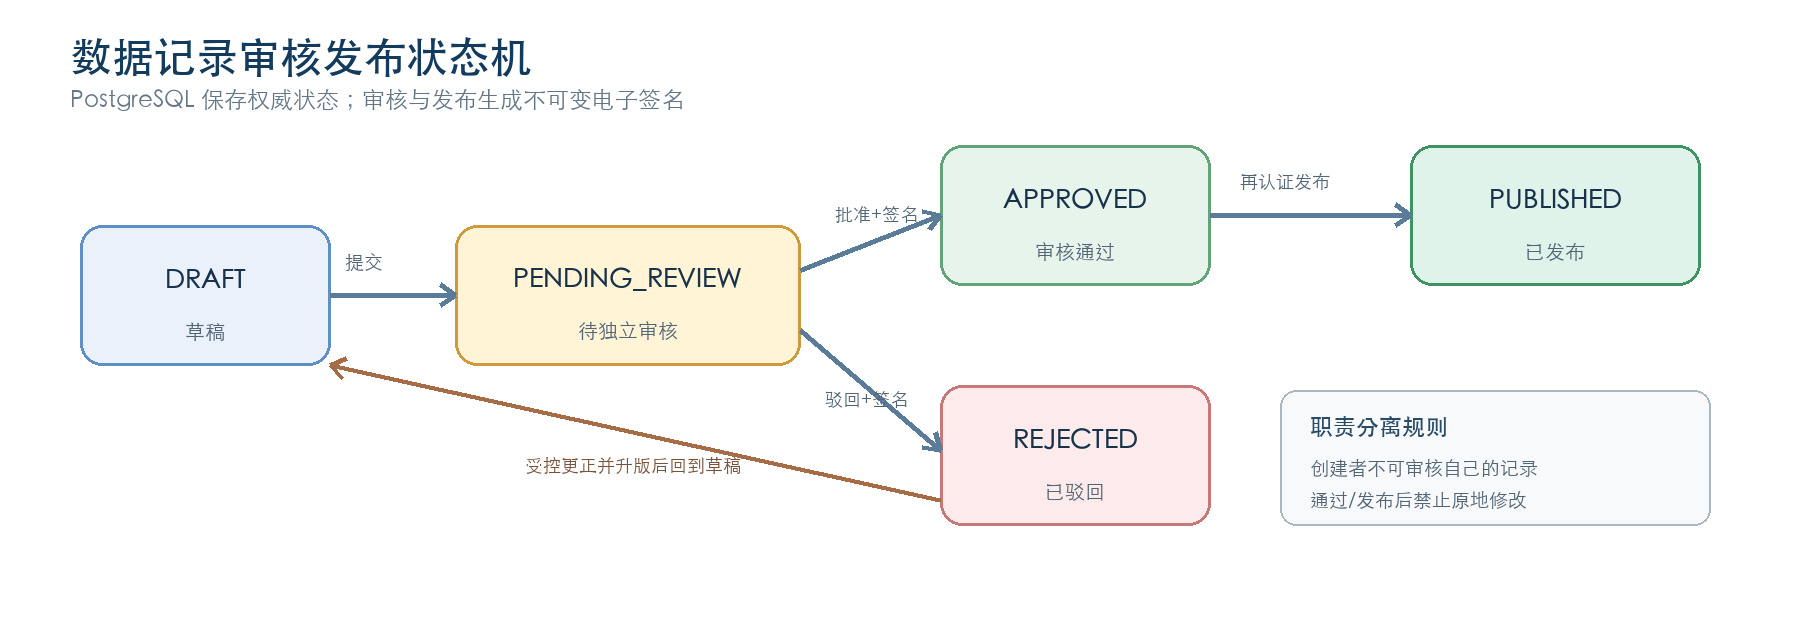 数据记录审核发布状态机
PostgreSQL 保存权威状态；审核与发布生成不可变电子签名
DRAFT
草稿
提交
PENDING_REVIEW
待独立审核
批准+签名
APPROVED
审核通过
再认证发布
PUBLISHED
已发布
驳回+签名
REJECTED
已驳回
受控更正并升版后回到草稿
职责分离规则
创建者不可审核自己的记录
通过/发布后禁止原地修改